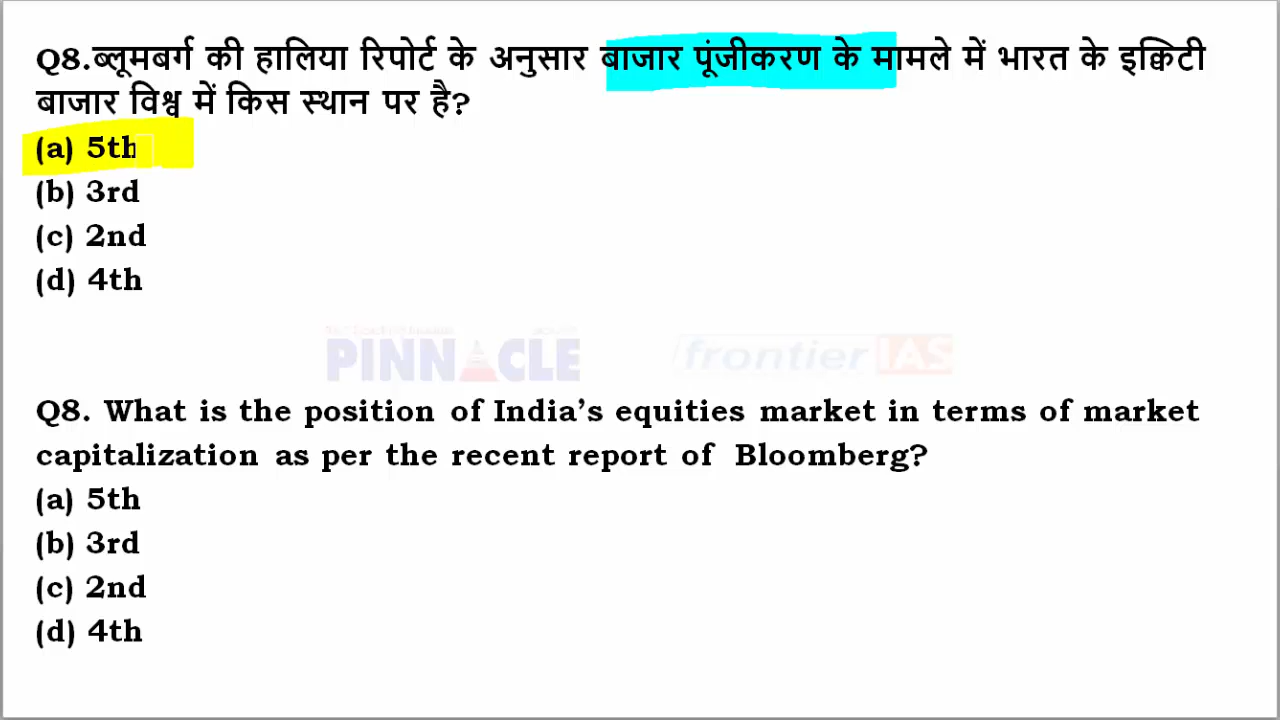 Q8.ब्लूमबर्ग की हालिया रिपोर्ट के अनुसार बाजार पूंजीकरण के मामले में भारत के इक्विटी
बाजार विश्व में किस स्थान पर है?
(a) 5th
(b) 3rd
(c) 2nd
(d) 4th
PINNACLE frontier IAS
Q8. What is the position of India’s equities market in terms of market
capitalization as per the recent report of Bloomberg?
(a) 5th
(b) 3rd
(c) 2nd
(d) 4th